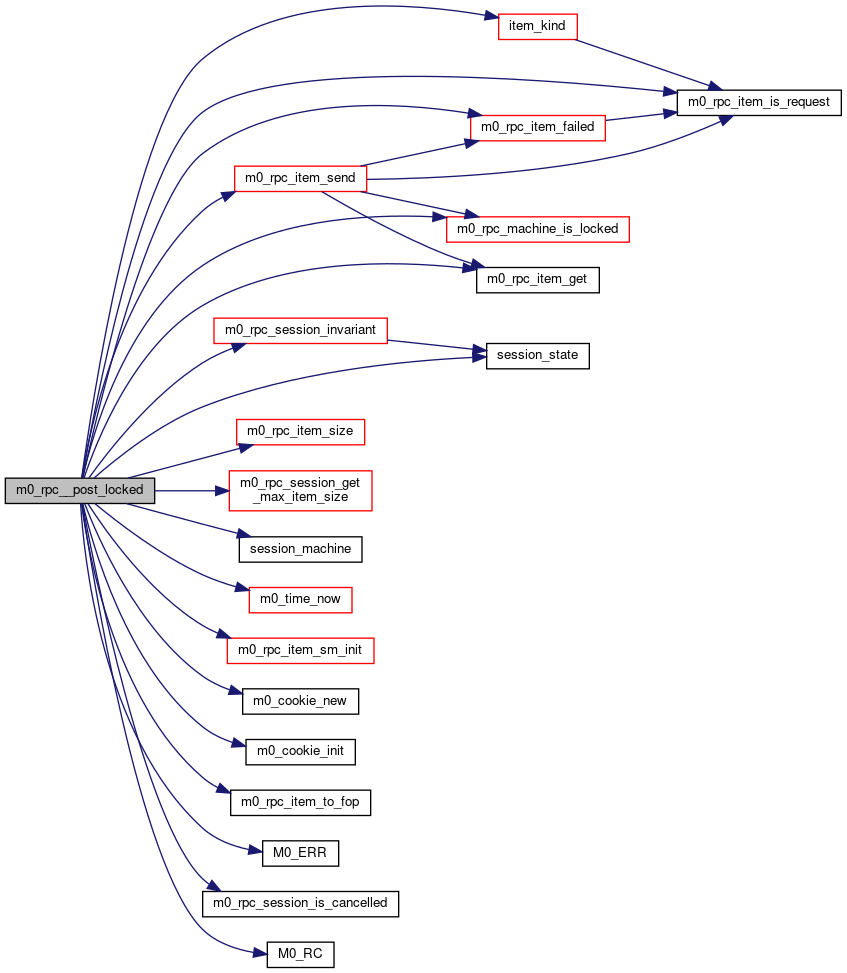 item_kind
m0_rpc_item_is_request
m0_rpc_item_failed
m0_rpc_item_send
m0_rpc_machine_is_locked
m0_rpc_item_get
m0_rpc_session_invariant
session_state
m0_rpc_item_size
m0_rpc__post_locked
m0_rpc_session_get
_max_item_size
session_machine
m0_time_now
m0_rpc_item_sm_init
m0_cookie_new
m0_cookie_init
m0_rpc_item_to_fop
M0_ERR
m0_rpc_session_is_cancelled
M0_RC